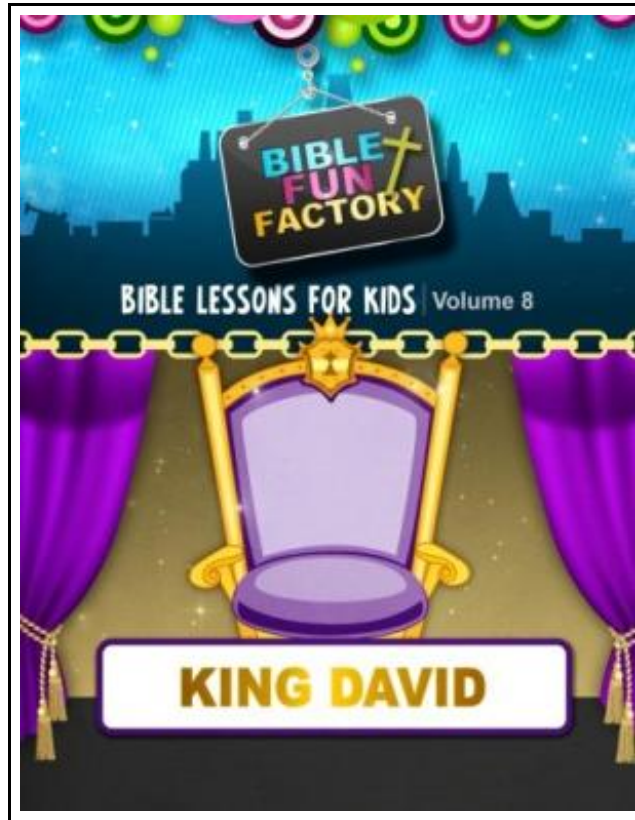 BIBLE
FUN
FACTORY
BIBLE LESSONS FOR KIDS | Volume 8
KING DAVID